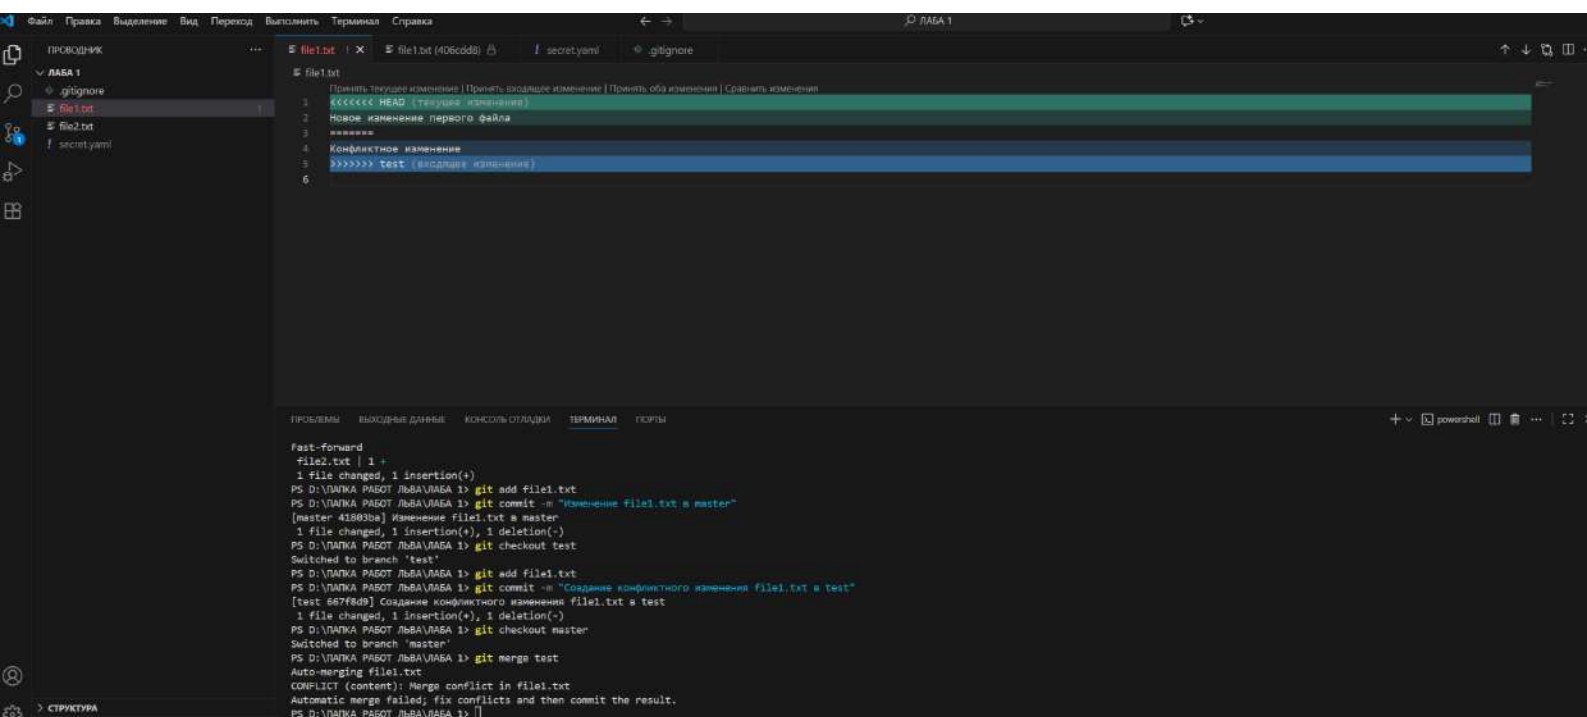 Файл Правка Выделение Вид Переход Выполнить Терминал Справка
ЛАБА 1
ПРОВОДНИК
file1.txt ! file1.txt (406cdd8) secret.yaml .gitignore
ЛАБА 1
.gitignore
file1.txt !
file2.txt
secret.yaml
file1.txt
Принять текущее изменение | Принять входящее изменение | Принять оба изменения | Сравнить изменения
1 <<<<<<< HEAD (текущее изменение)
2 Новое изменение первого файла
3 =======
4 Конфликтное изменение
5 >>>>>>> test (входящее изменение)
6
1
ПРОБЛЕМЫ ВЫХОДНЫЕ ДАННЫЕ КОНСОЛЬ ОТЛАДКИ ТЕРМИНАЛ ПОРТЫ
powershell
Fast-forward
file2.txt | 1 +
1 file changed, 1 insertion(+)
PS D:\ПАПКА РАБОТ ЛЬВА\ЛАБА 1> git add file1.txt
PS D:\ПАПКА РАБОТ ЛЬВА\ЛАБА 1> git commit -m "Изменение file1.txt в master"
[master 41803ba] Изменение file1.txt в master
1 file changed, 1 insertion(+), 1 deletion(-)
PS D:\ПАПКА РАБОТ ЛЬВА\ЛАБА 1> git checkout test
Switched to branch 'test'
PS D:\ПАПКА РАБОТ ЛЬВА\ЛАБА 1> git add file1.txt
PS D:\ПАПКА РАБОТ ЛЬВА\ЛАБА 1> git commit -m "Создание конфликтного изменения file1.txt в test"
[test 667f8d9] Создание конфликтного изменения file1.txt в test
1 file changed, 1 insertion(+), 1 deletion(-)
PS D:\ПАПКА РАБОТ ЛЬВА\ЛАБА 1> git checkout master
Switched to branch 'master'
PS D:\ПАПКА РАБОТ ЛЬВА\ЛАБА 1> git merge test
Auto-merging file1.txt
CONFLICT (content): Merge conflict in file1.txt
Automatic merge failed; fix conflicts and then commit the result.
PS D:\ПАПКА РАБОТ ЛЬВА\ЛАБА 1>
СТРУКТУРА